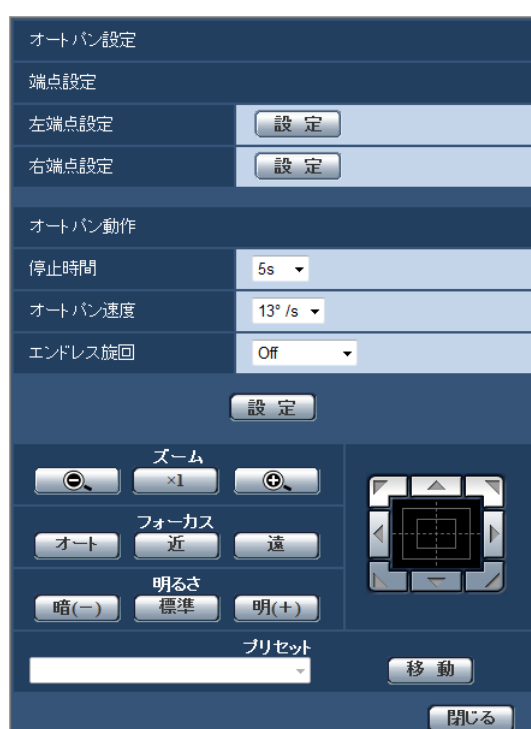 オートパン設定
端点設定
左端点設定 設 定
右端点設定 設 定
オートパン動作
停止時間 5s
オートパン速度 13°/s
エンドレス旋回 Off
設 定
ズーム
×1
フォーカス
オート 近 遠
明るさ
暗(－) 標準 明(+)
プリセット
移 動
閉じる